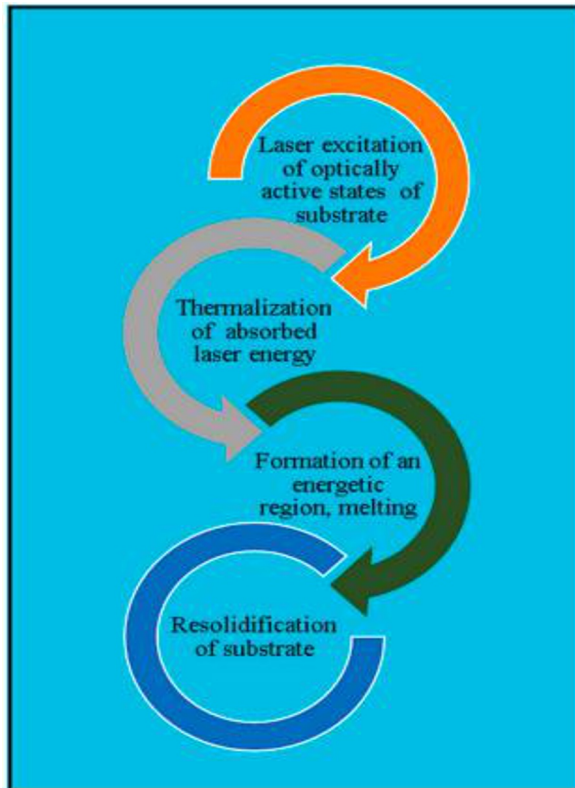 Laser excitation
of optically
active states of
substrate
Thermalization
of absorbed
laser energy
Formation of an
energetic
region, melting
Resolidification
of substrate